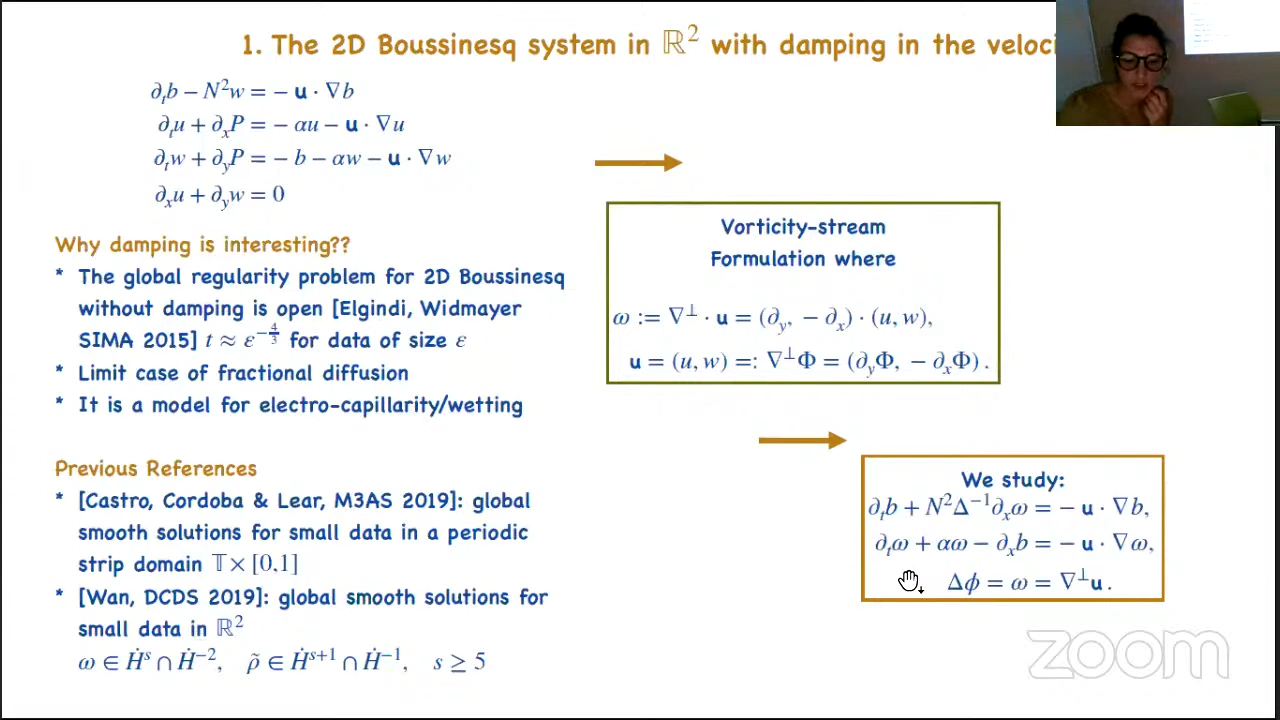 1. The 2D Boussinesq system in ℝ² with damping in the veloci
∂ₜb − N²w = − 𝐮 · ∇b
∂ₜu + ∂ₓP = − αu − 𝐮 · ∇u
∂ₜw + ∂_yP = − b − αw − 𝐮 · ∇w
∂ₓu + ∂_yw = 0
Why damping is interesting??
* The global regularity problem for 2D Boussinesq
without damping is open [Elgindi, Widmayer
SIMA 2015] t ≈ ε^{−4/3} for data of size ε
* Limit case of fractional diffusion
* It is a model for electro-capillarity/wetting
Previous References
* [Castro, Cordoba & Lear, M3AS 2019]: global
smooth solutions for small data in a periodic
strip domain 𝕋 × [0,1]
* [Wan, DCDS 2019]: global smooth solutions for
small data in ℝ²
ω ∈ Ḣˢ ∩ Ḣ⁻², ρ̃ ∈ Ḣˢ⁺¹ ∩ Ḣ⁻¹, s ≥ 5
Vorticity-stream
Formulation where
ω := ∇^⊥ · 𝐮 = (∂_y, − ∂ₓ) · (u, w),
𝐮 = (u, w) =: ∇^⊥Φ = (∂_yΦ, − ∂ₓΦ) .
We study:
∂ₜb + N²Δ⁻¹∂ₓω = − 𝐮 · ∇b,
∂ₜω + αω − ∂ₓb = − 𝐮 · ∇ω,
Δϕ = ω = ∇^⊥𝐮 .
zoom